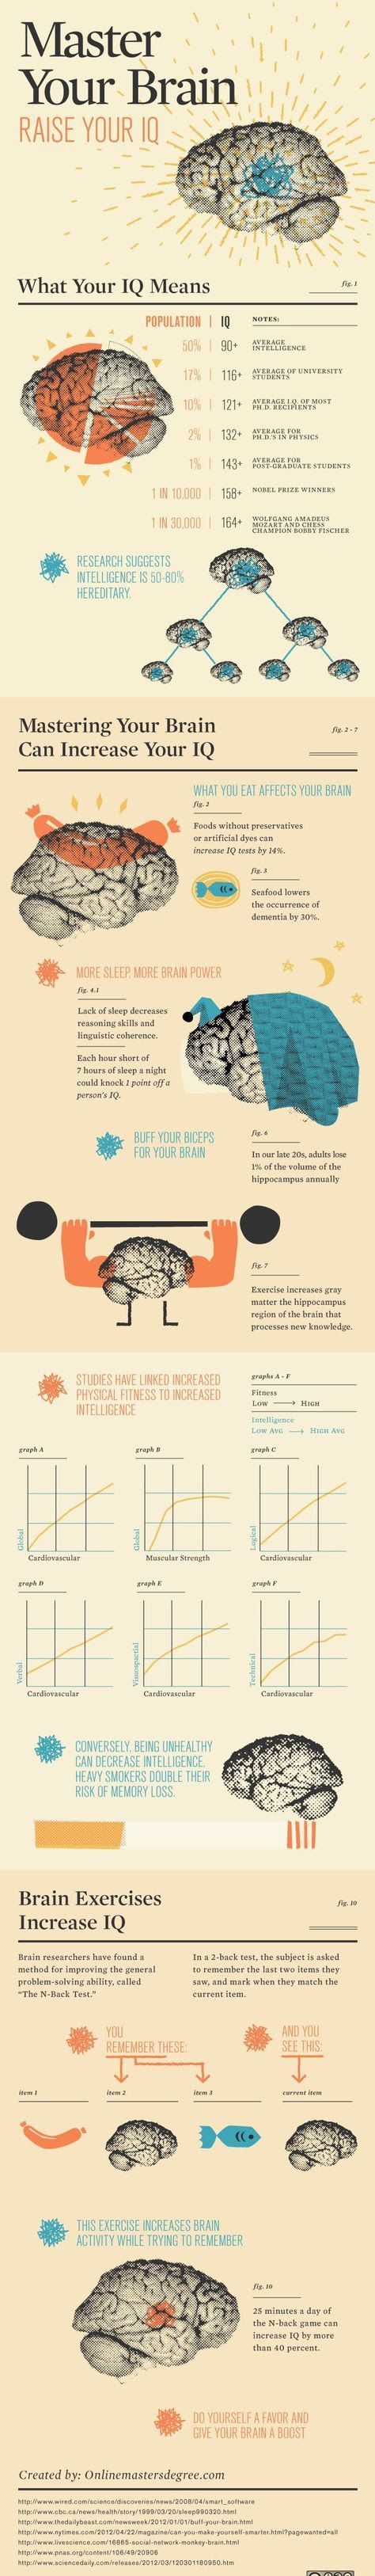 Master
Your Brain
RAISE YOUR IQ
What Your IQ Means
fig. 1
POPULATION | IQ
NOTES:
50% | 90+
AVERAGE
INTELLIGENCE
17% | 116+
AVERAGE OF UNIVERSITY
STUDENTS
10% | 121+
AVERAGE I.Q. OF MOST
PH.D. RECIPIENTS
2% | 132+
AVERAGE FOR
PH.D.'S IN PHYSICS
1% | 143+
AVERAGE FOR
POST-GRADUATE STUDENTS
1 IN 10,000 | 158+
NOBEL PRIZE WINNERS
1 IN 30,000 | 164+
WOLFGANG AMADEUS
MOZART AND CHESS
CHAMPION BOBBY FISCHER
RESEARCH SUGGESTS
INTELLIGENCE IS 50-80%
HEREDITARY.
Mastering Your Brain
Can Increase Your IQ
fig. 2 - 7
WHAT YOU EAT AFFECTS YOUR BRAIN
fig. 2
Foods without preservatives
or artificial dyes can
increase IQ tests by 14%.
fig. 3
Seafood lowers
the occurrence of
dementia by 30%.
MORE SLEEP, MORE BRAIN POWER
fig. 4.1
Lack of sleep decreases
reasoning skills and
linguistic coherence.
Each hour short of
7 hours of sleep a night
could knock 1 point off a
person's IQ.
BUFF YOUR BICEPS
FOR YOUR BRAIN
fig. 6
In our late 20s, adults lose
1% of the volume of the
hippocampus annually
fig. 7
Exercise increases gray
matter the hippocampus
region of the brain that
processes new knowledge.
STUDIES HAVE LINKED INCREASED
PHYSICAL FITNESS TO INCREASED
INTELLIGENCE
graphs A - F
Fitness
LOW → HIGH
Intelligence
LOW AVG → HIGH AVG
graph A
graph B
graph C
Global
Global
Logical
Cardiovascular
Muscular Strength
Cardiovascular
graph D
graph E
graph F
Verbal
Visuospactial
Technical
Cardiovascular
Cardiovascular
Cardiovascular
CONVERSELY, BEING UNHEALTHY
CAN DECREASE INTELLIGENCE.
HEAVY SMOKERS DOUBLE THEIR
RISK OF MEMORY LOSS.
Brain Exercises
Increase IQ
fig. 10
Brain researchers have found a
method for improving the general
problem-solving ability, called
“The N-Back Test.”
In a 2-back test, the subject is asked
to remember the last two items they
saw, and mark when they match the
current item.
YOU
REMEMBER THESE:
AND YOU
SEE THIS:
item 1
item 2
item 3
current item
THIS EXERCISE INCREASES BRAIN
ACTIVITY WHILE TRYING TO REMEMBER
fig. 10
25 minutes a day of
the N-back game can
increase IQ by more
than 40 percent.
DO YOURSELF A FAVOR AND
GIVE YOUR BRAIN A BOOST
Created by: Onlinemastersdegree.com
http://www.wired.com/science/discoveries/news/2008/04/smart_software
http://www.cbc.ca/news/health/story/1999/03/20/sleep990320.html
http://www.thedailybeast.com/newsweek/2012/01/01/buff-your-brain.html
http://www.nytimes.com/2012/04/22/magazine/can-you-make-yourself-smarter.html?pagewanted=all
http://www.livescience.com/16885-social-network-monkey-brain.html
http://www.pnas.org/content/106/49/20906
http://www.sciencedaily.com/releases/2012/03/120301180950.htm